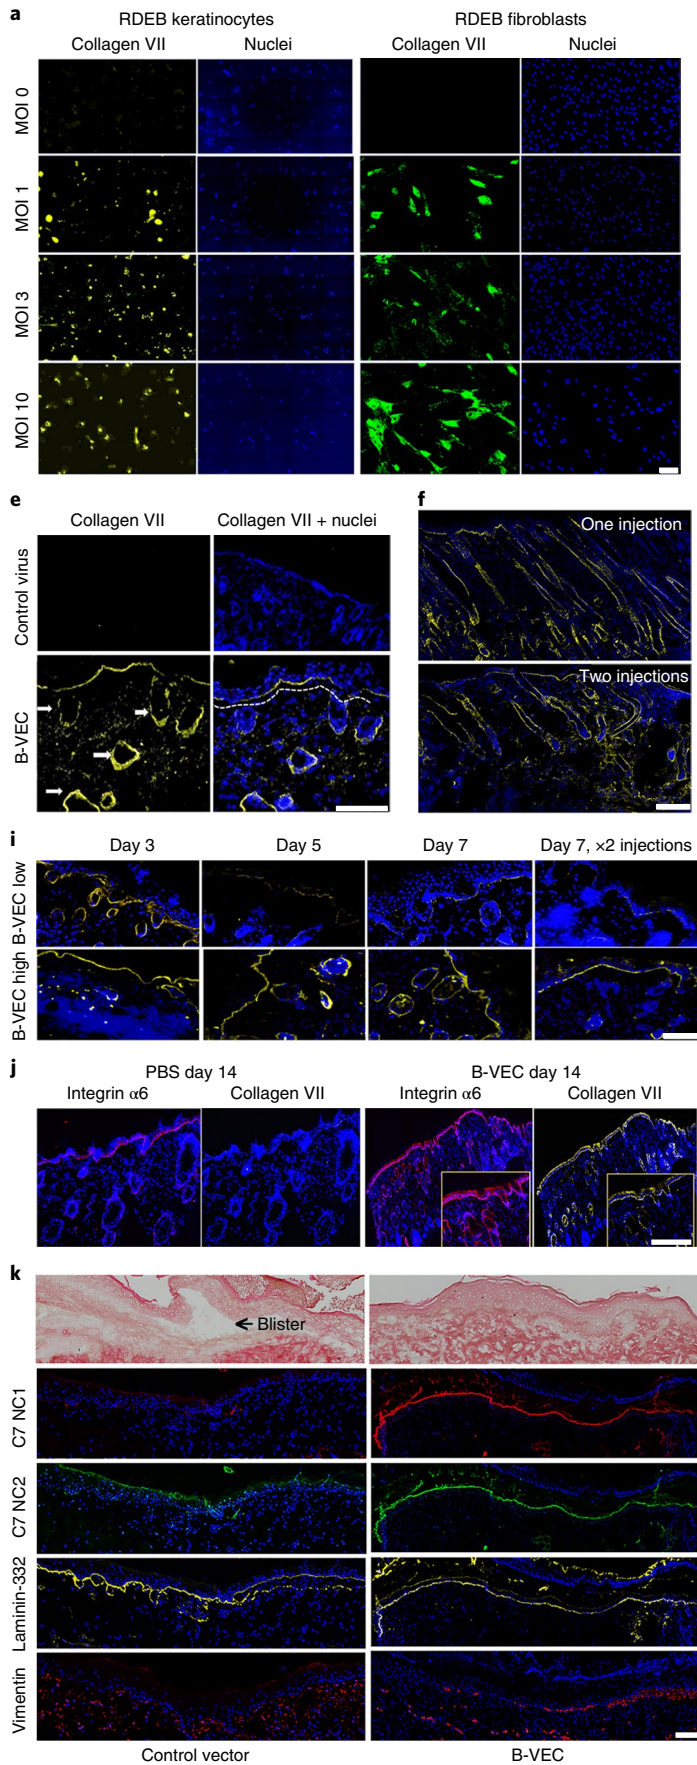 a
RDEB keratinocytes
RDEB fibroblasts
Collagen VII
Nuclei
Collagen VII
Nuclei
MOI 0
MOI 1
MOI 3
MOI 10
e
Collagen VII
Collagen VII + nuclei
Control virus
B-VEC
f
One injection
Two injections
i
Day 3
Day 5
Day 7
Day 7, ×2 injections
B-VEC low
B-VEC high
j
PBS day 14
B-VEC day 14
Integrin α6
Collagen VII
Integrin α6
Collagen VII
k
Blister
C7 NC1
C7 NC2
Laminin-332
Vimentin
Control vector
B-VEC